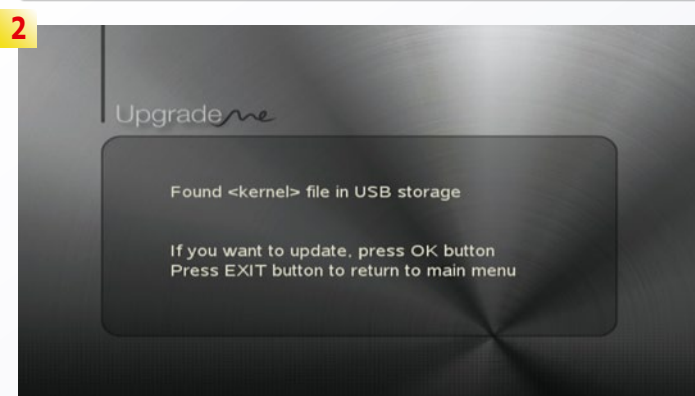 2
Upgrade me
Found <kernel> file in USB storage
If you want to update, press OK button
Press EXIT button to return to main menu